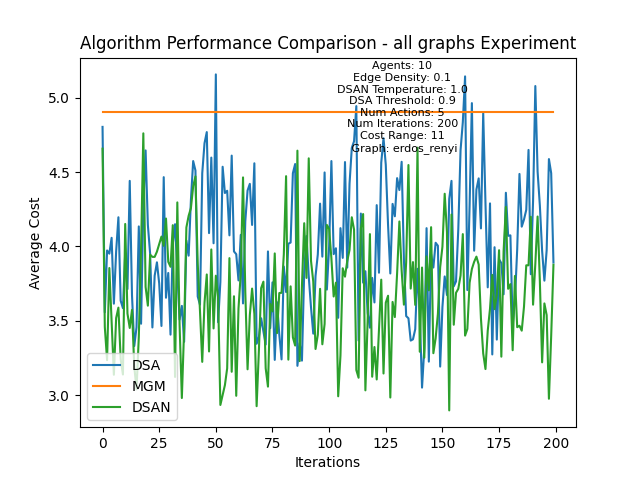 Algorithm Performance Comparison - all graphs Experiment
Agents: 10
Edge Density: 0.1
DSAN Temperature: 1.0
DSA Threshold: 0.9
Num Actions: 5
Num Iterations: 200
Cost Range: 11
Graph: erdos_renyi
Average Cost
5.0
4.5
4.0
3.5
3.0
DSA
MGM
DSAN
0 25 50 75 100 125 150 175 200
Iterations